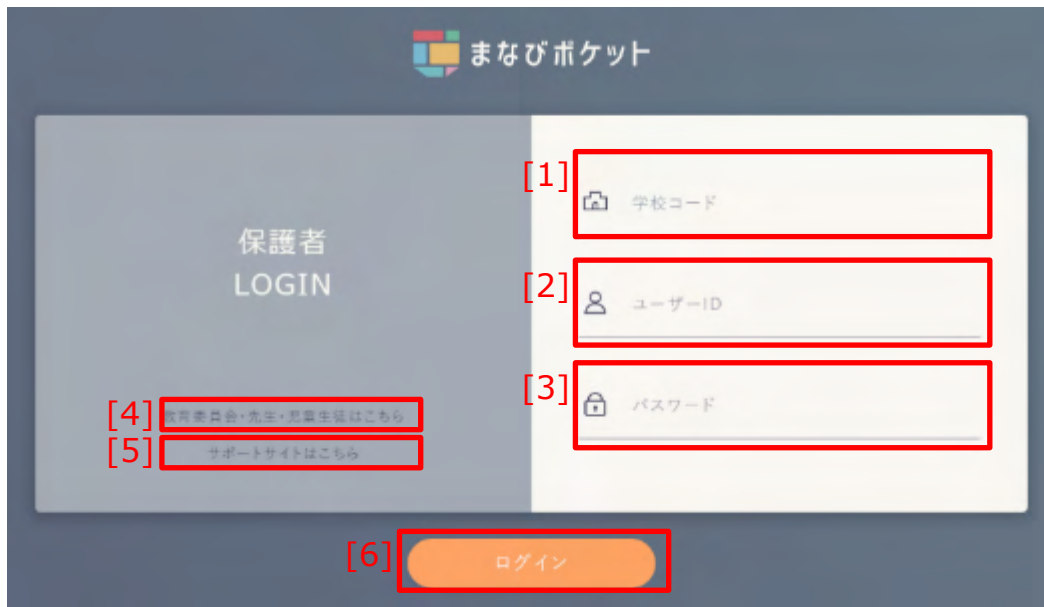 まなびポケット
保護者
LOGIN
[4] 教育委員会・先生・児童生徒はこちら
[5] サポートサイトはこちら
[1] 学校コード
[2] ユーザーID
[3] パスワード
[6] ログイン